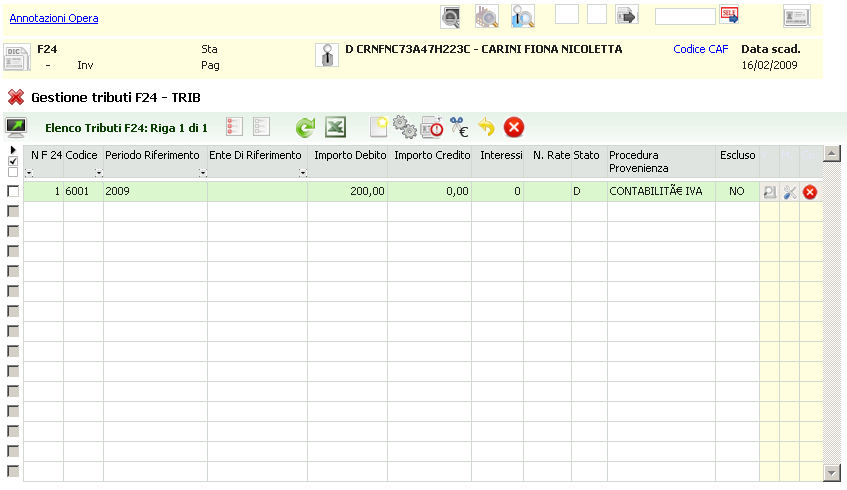 Annotazioni Opera
SELE
DIC
F24
Sta
D CRNFNC73A47H223C - CARINI FIONA NICOLETTA
Codice CAF
Data scad.
-
Inv
Pag
16/02/2009
Gestione tributi F24 - TRIB
Elenco Tributi F24: Riga 1 di 1
N F 24 Codice Periodo Riferimento Ente Di Riferimento Importo Debito Importo Credito Interessi N. Rate Stato Procedura Provenienza Escluso
1 6001 2009 200,00 0,00 0 D CONTABILITÃ€ IVA NO